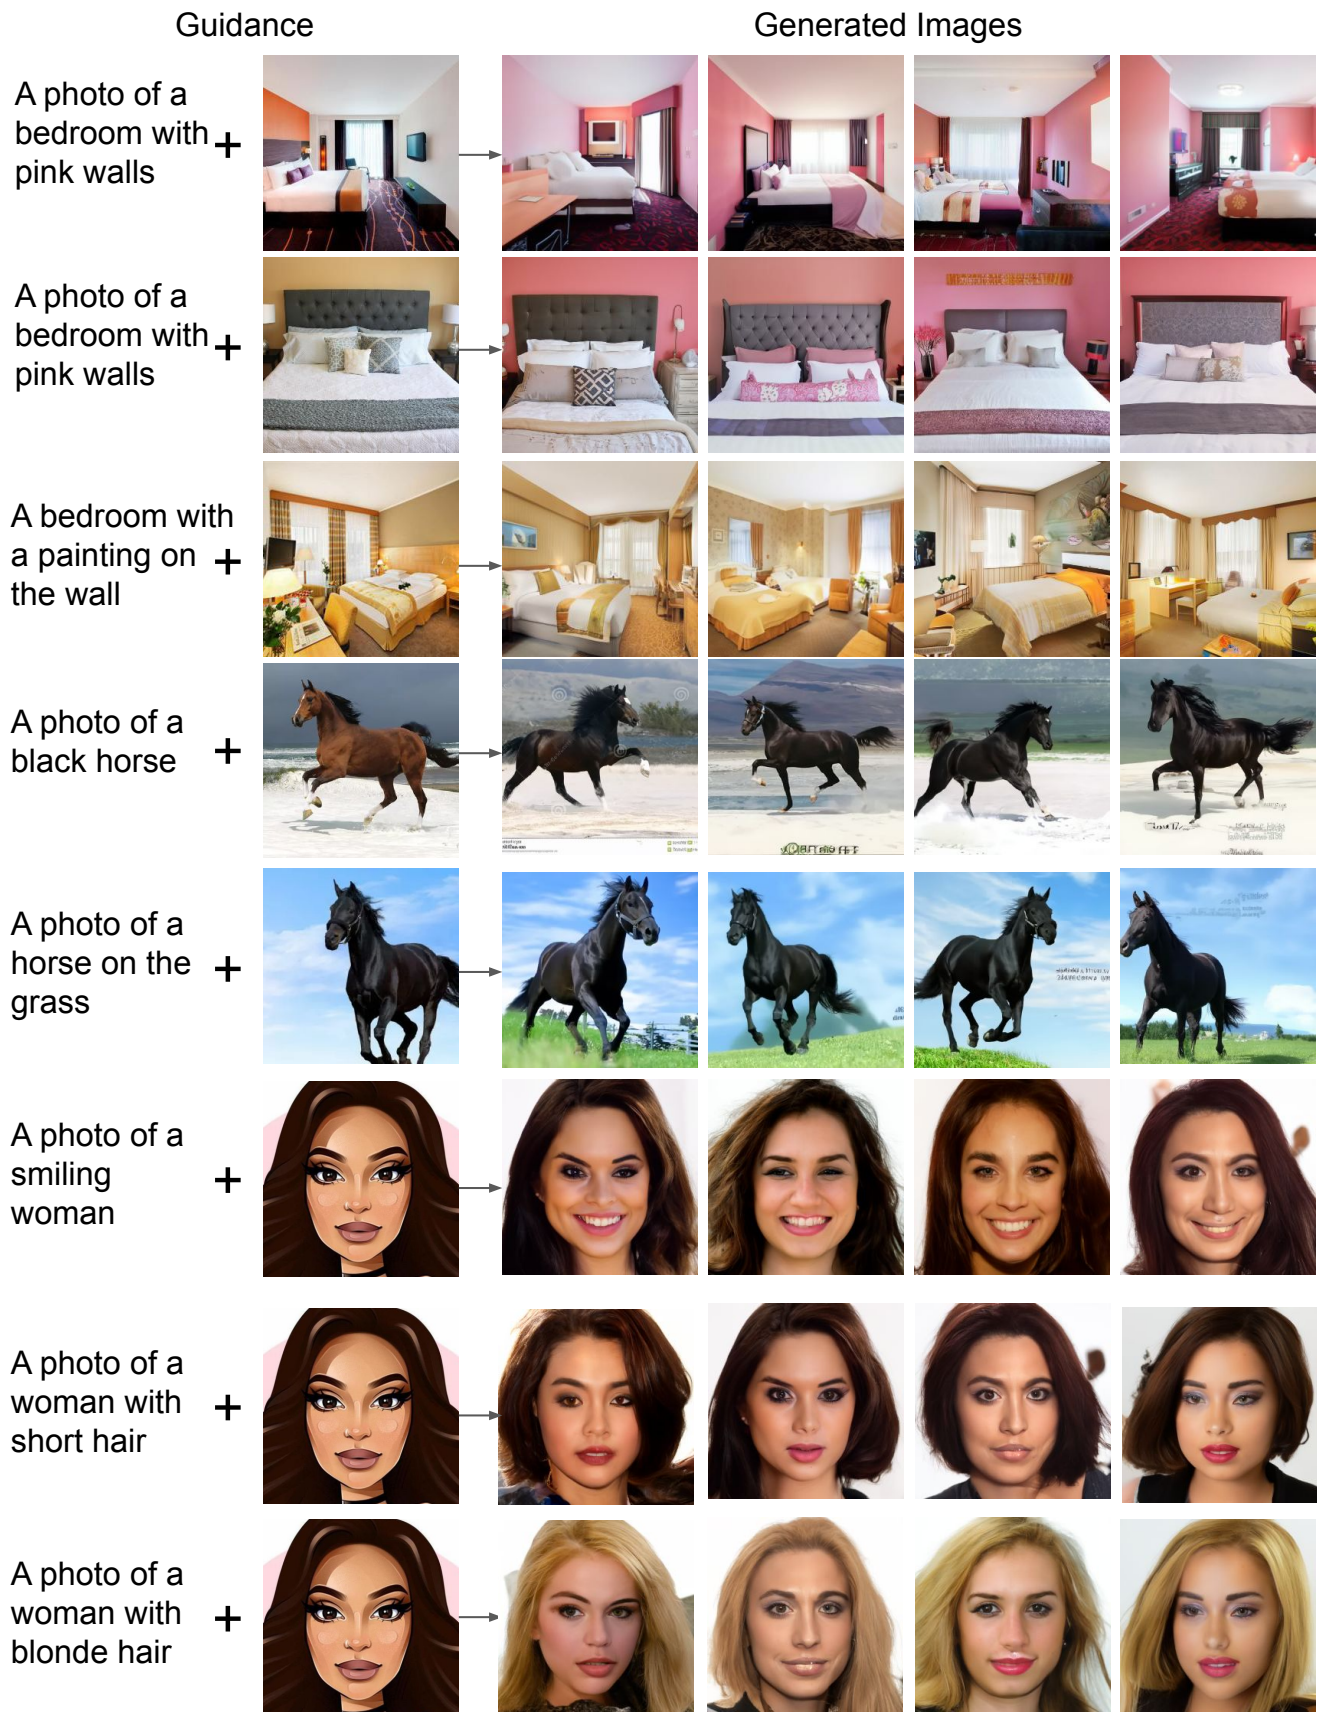 Guidance
Generated Images
A photo of a
bedroom with
pink walls
+
A photo of a
bedroom with
pink walls
+
A bedroom with
a painting on
the wall
+
A photo of a
black horse
+
A photo of a
horse on the
grass
+
A photo of a
smiling
woman
+
A photo of a
woman with
short hair
+
A photo of a
woman with
blonde hair
+